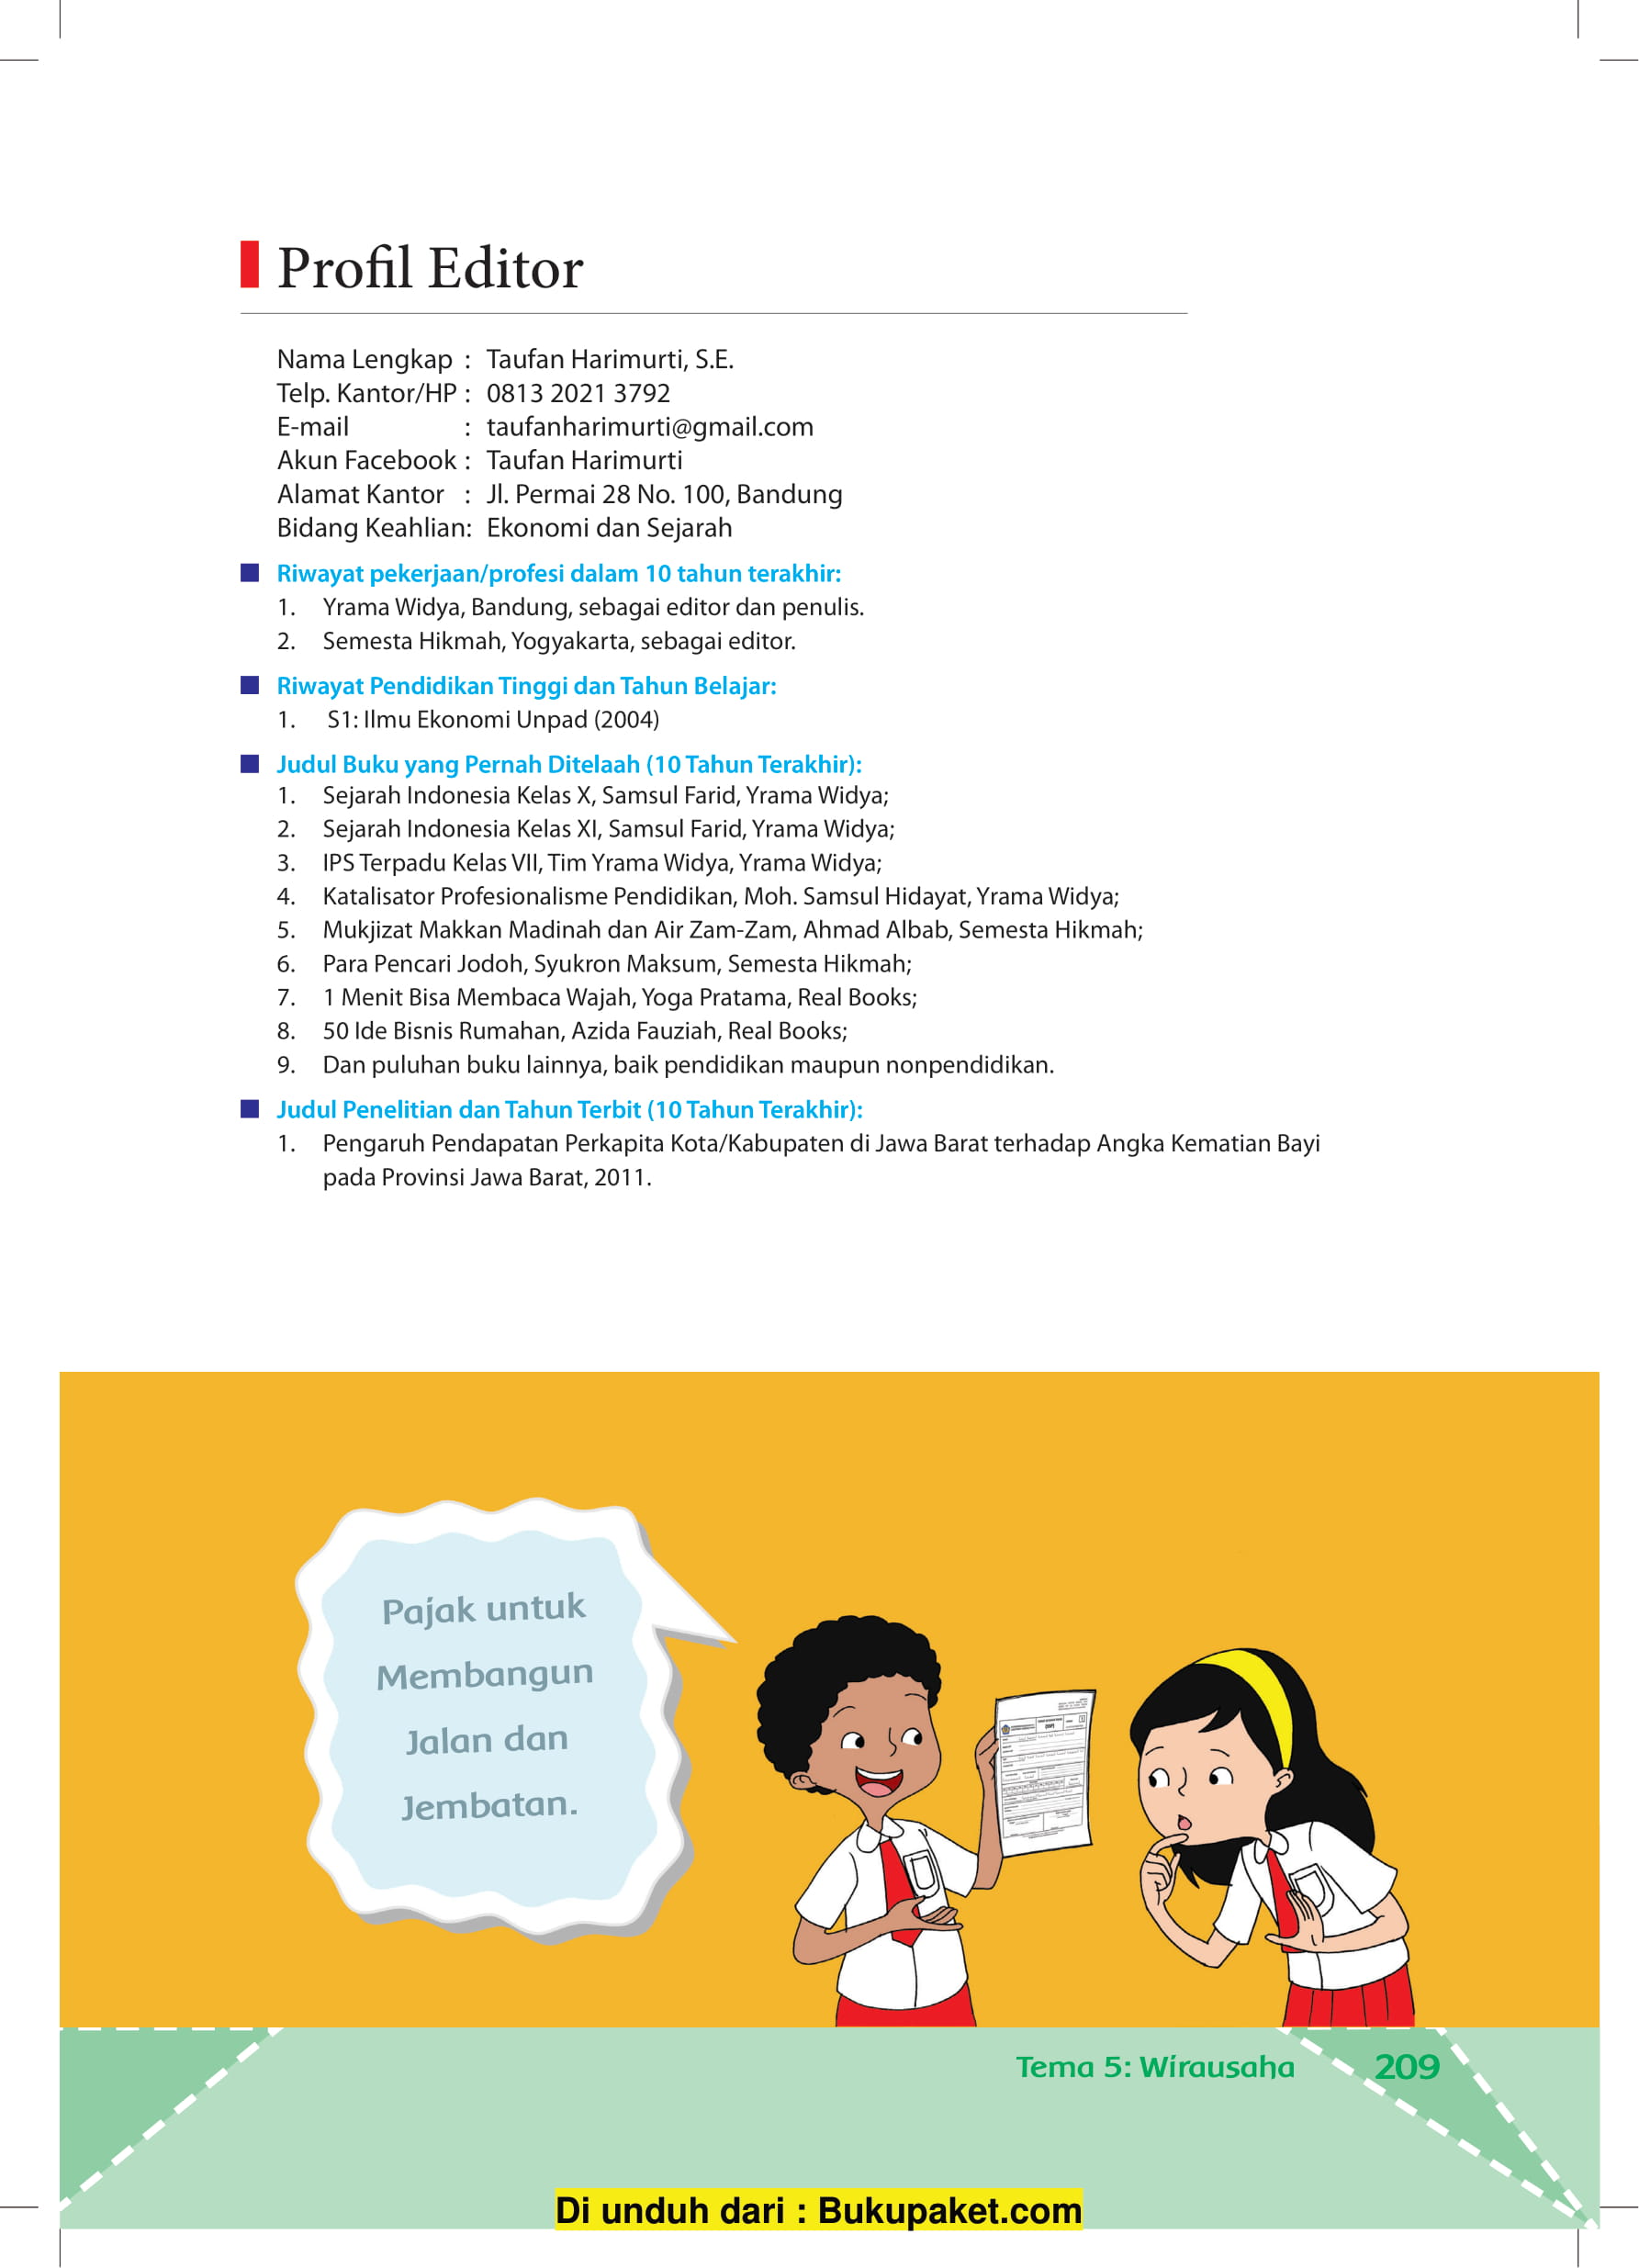 Profil Editor
Nama Lengkap : Taufan Harimurti, S.E.
Telp. Kantor/HP : 0813 2021 3792
E-mail : taufanharimurti@gmail.com
Akun Facebook : Taufan Harimurti
Alamat Kantor : Jl. Permai 28 No. 100, Bandung
Bidang Keahlian: Ekonomi dan Sejarah
Riwayat pekerjaan/profesi dalam 10 tahun terakhir:
1. Yrama Widya, Bandung, sebagai editor dan penulis.
2. Semesta Hikmah, Yogyakarta, sebagai editor.
Riwayat Pendidikan Tinggi dan Tahun Belajar:
1. S1: Ilmu Ekonomi Unpad (2004)
Judul Buku yang Pernah Ditelaah (10 Tahun Terakhir):
1. Sejarah Indonesia Kelas X, Samsul Farid, Yrama Widya;
2. Sejarah Indonesia Kelas XI, Samsul Farid, Yrama Widya;
3. IPS Terpadu Kelas VII, Tim Yrama Widya, Yrama Widya;
4. Katalisator Profesionalisme Pendidikan, Moh. Samsul Hidayat, Yrama Widya;
5. Mukjizat Makkan Madinah dan Air Zam-Zam, Ahmad Albab, Semesta Hikmah;
6. Para Pencari Jodoh, Syukron Maksum, Semesta Hikmah;
7. 1 Menit Bisa Membaca Wajah, Yoga Pratama, Real Books;
8. 50 Ide Bisnis Rumahan, Azida Fauziah, Real Books;
9. Dan puluhan buku lainnya, baik pendidikan maupun nonpendidikan.
Judul Penelitian dan Tahun Terbit (10 Tahun Terakhir):
1. Pengaruh Pendapatan Perkapita Kota/Kabupaten di Jawa Barat terhadap Angka Kematian Bayi
pada Provinsi Jawa Barat, 2011.
Pajak untuk
Membangun
Jalan dan
Jembatan.
Tema 5: Wirausaha 209
Di unduh dari : Bukupaket.com